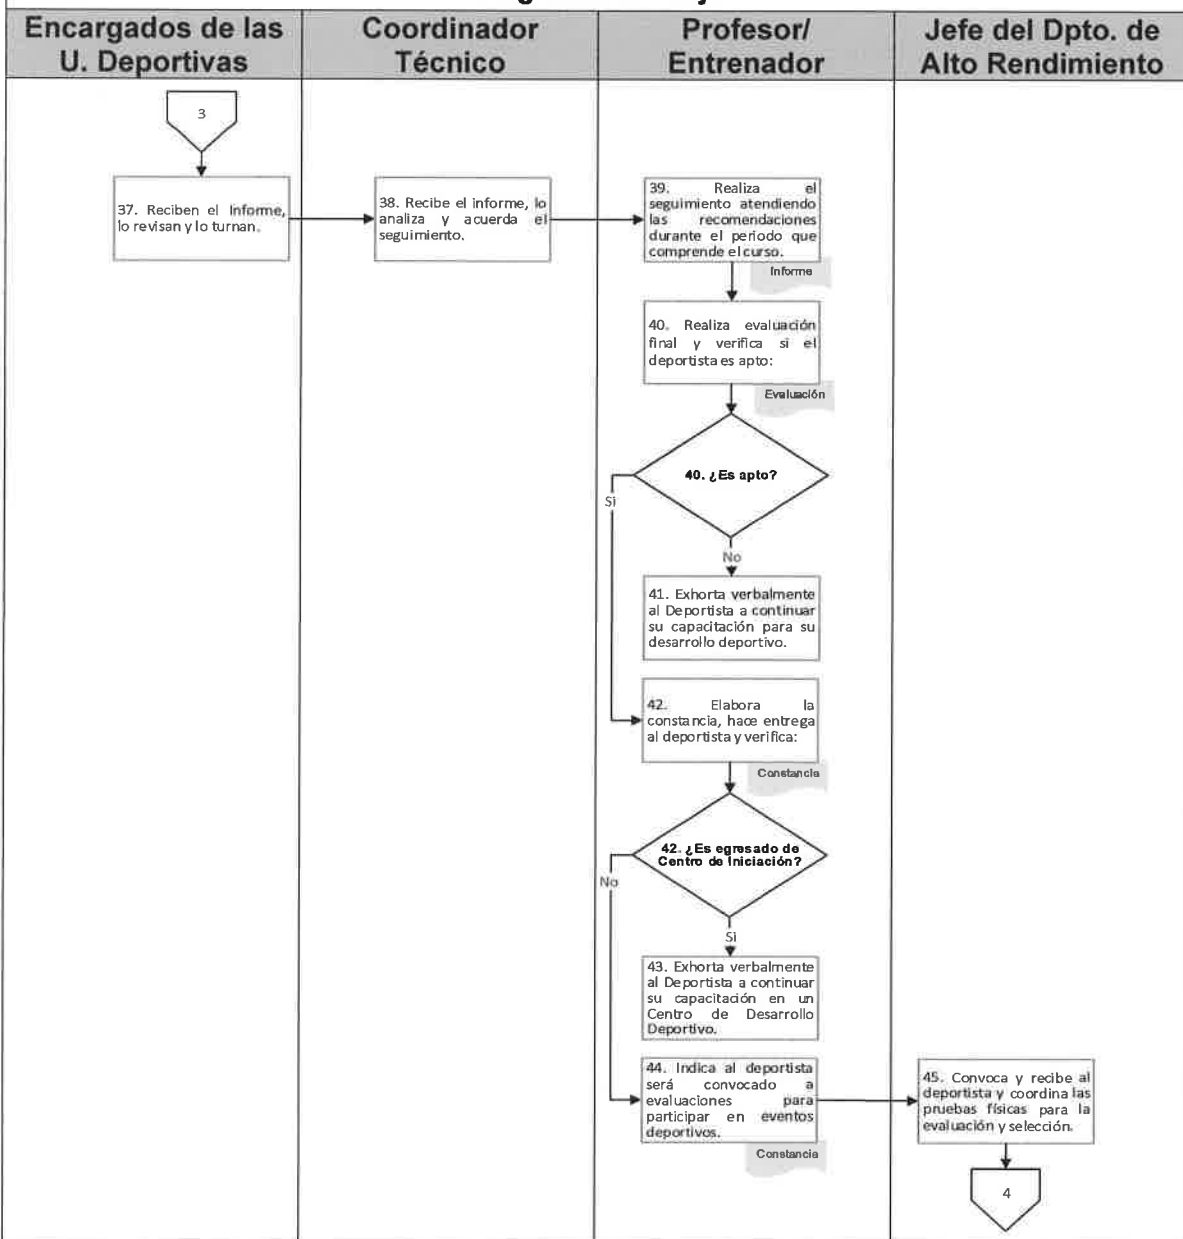 Encargados de las
U. Deportivas
Coordinador
Técnico
Profesor/
Entrenador
Jefe del Dpto. de
Alto Rendimiento
3
37. Reciben el Informe,
lo revisan y lo turnan.
38. Recibe el informe, lo
analiza y acuerda el
seguimiento.
39. Realiza el
seguimiento atendiendo
las recomendaciones
durante el periodo que
comprende el curso.
Informe
40. Realiza evaluación
final y verifica si el
deportista es apto:
Evaluación
40. ¿Es apto?
Si
No
41. Exhorta verbalmente
al Deportista a continuar
su capacitación para su
desarrollo deportivo.
42. Elabora la
constancia, hace entrega
al deportista y verifica:
Constancia
42. ¿Es egresado de
Centro de Iniciación?
No
Si
43. Exhorta verbalmente
al Deportista a continuar
su capacitación en un
Centro de Desarrollo
Deportivo.
44. Indica al deportista
será convocado a
evaluaciones para
participar en eventos
deportivos.
Constancia
45. Convoca y recibe al
deportista y coordina las
pruebas físicas para la
evaluación y selección.
4